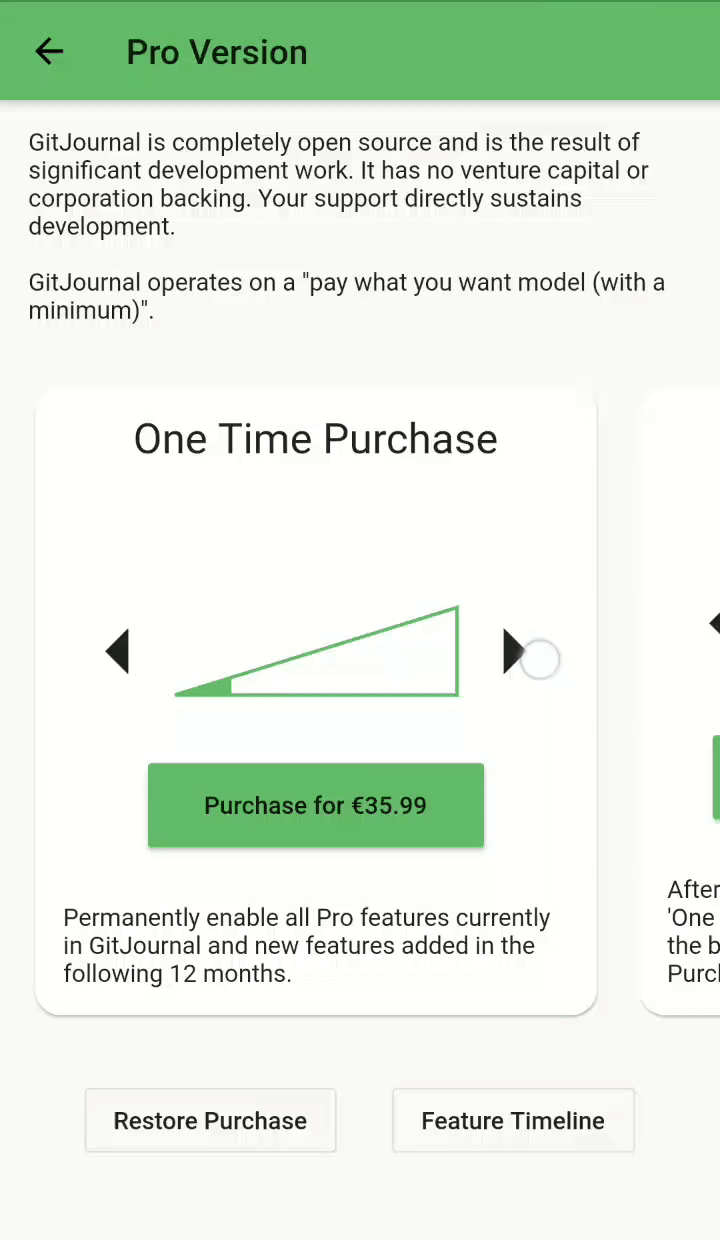 Pro Version
GitJournal is completely open source and is the result of
significant development work. It has no venture capital or
corporation backing. Your support directly sustains
development.
GitJournal operates on a "pay what you want model (with a
minimum)".
One Time Purchase
Purchase for €35.99
Permanently enable all Pro features currently
in GitJournal and new features added in the
following 12 months.
After
'One
the b
Purch
Restore Purchase
Feature Timeline